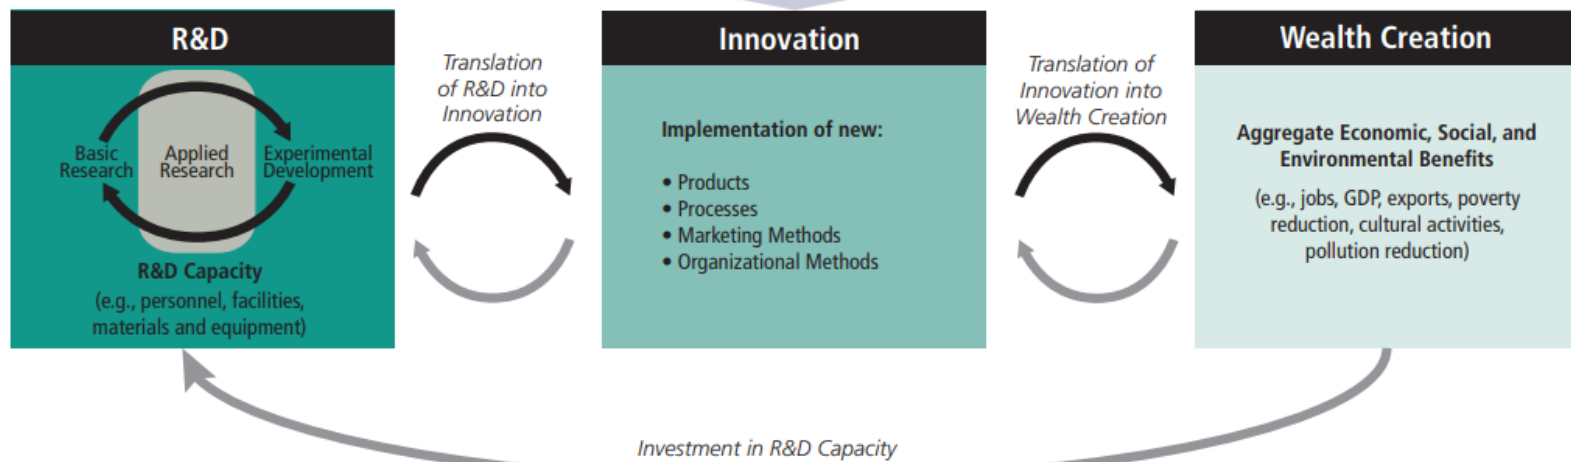 R&D
Basic
Research
Applied
Research
Experimental
Development
R&D Capacity
(e.g., personnel, facilities,
materials and equipment)
Translation
of R&D into
Innovation
Innovation
Implementation of new:
• Products
• Processes
• Marketing Methods
• Organizational Methods
Translation of
Innovation into
Wealth Creation
Wealth Creation
Aggregate Economic, Social, and
Environmental Benefits
(e.g., jobs, GDP, exports, poverty
reduction, cultural activities,
pollution reduction)
Investment in R&D Capacity